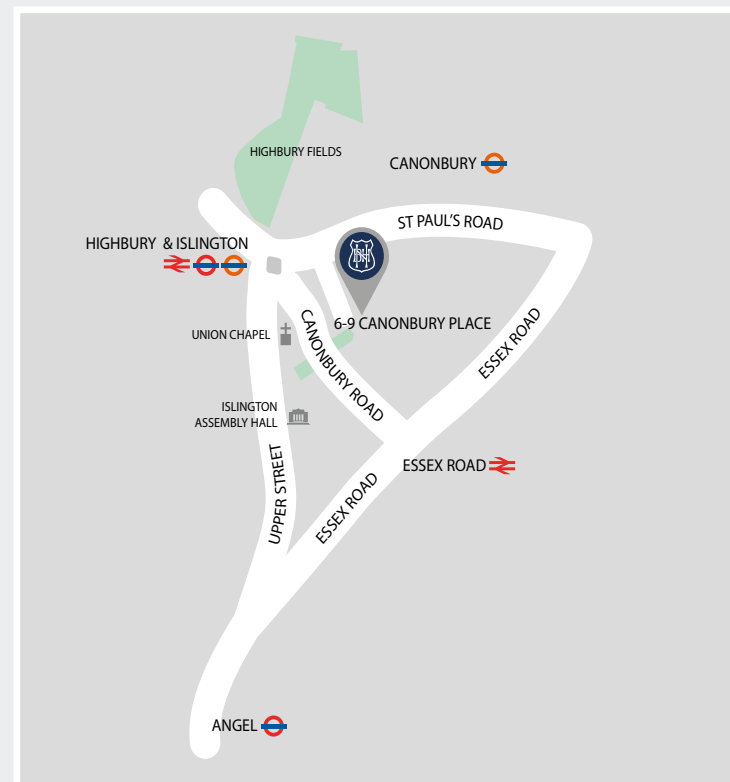 HIGHBURY FIELDS
CANONBURY
ST PAUL'S ROAD
HIGHBURY & ISLINGTON
6-9 CANONBURY PLACE
UNION CHAPEL
CANONBURY ROAD
ESSEX ROAD
ISLINGTON
ASSEMBLY HALL
UPPER STREET
ESSEX ROAD
ESSEX ROAD
ANGEL